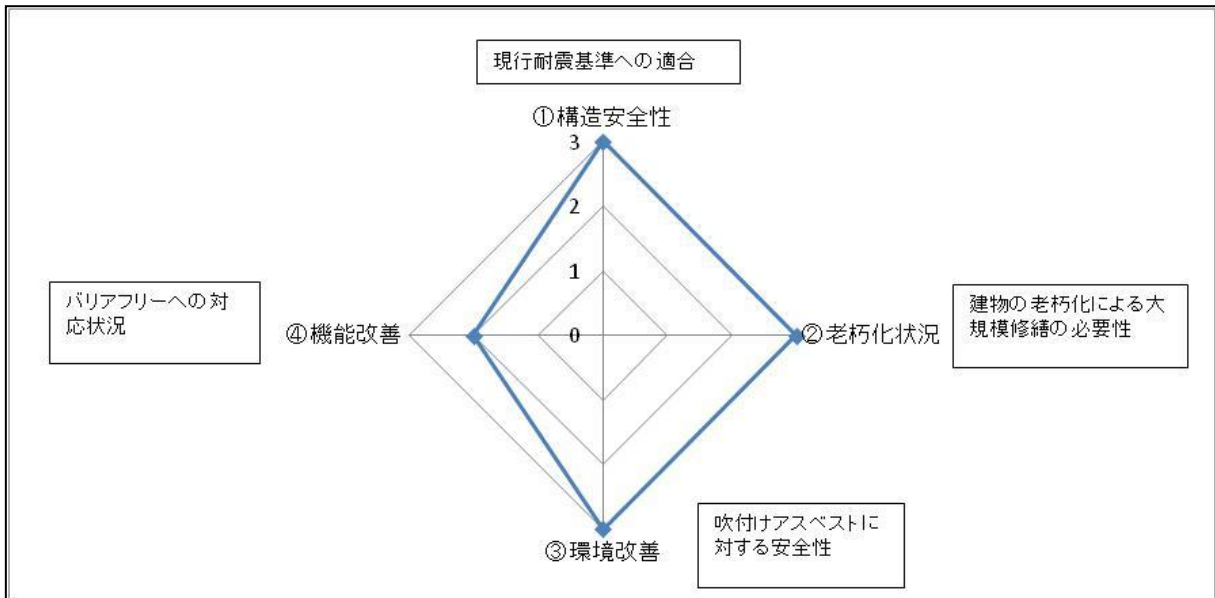 現行耐震基準への適合
①構造安全性
3
2
1
0
バリアフリーへの対
応状況
④機能改善
②老朽化状況
建物の老朽化による大
規模修繕の必要性
吹付けアスベストに
対する安全性
③環境改善